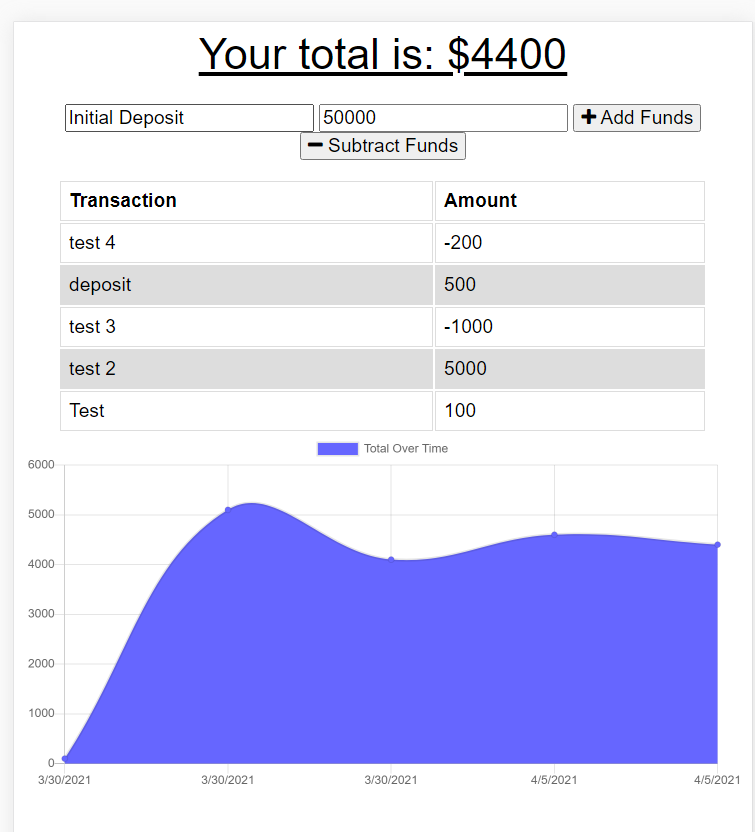 Your total is: $4400
Initial Deposit 50000 Add Funds
Subtract Funds
Transaction Amount
test 4 -200
deposit 500
test 3 -1000
test 2 5000
Test 100
Total Over Time
6000
5000
4000
3000
2000
1000
0
3/30/2021 3/30/2021 3/30/2021 4/5/2021 4/5/2021